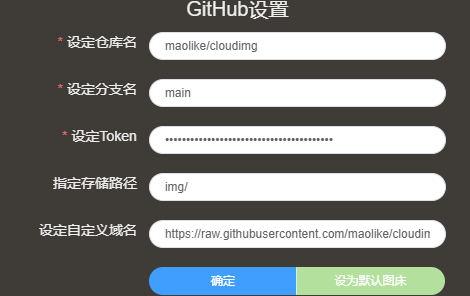 GitHub设置
* 设定仓库名 maolike/cloudimg
* 设定分支名 main
* 设定Token ••••••••••••••••••••••••••••••••••••••••
指定存储路径 img/
设定自定义域名 https://raw.githubusercontent.com/maolike/cloudin
确定 设为默认图床